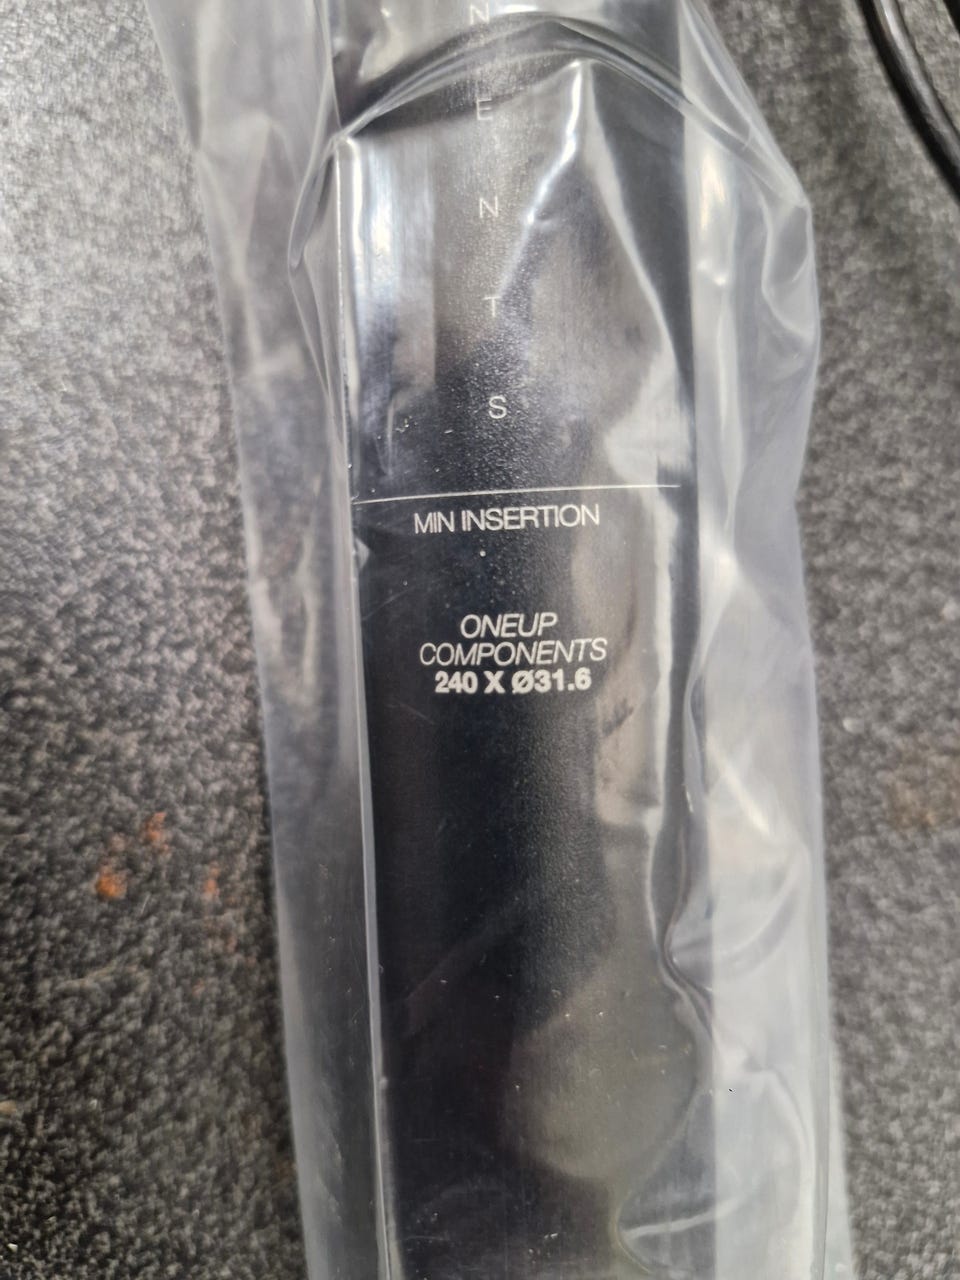 N
E
N
T
S
MIN INSERTION
ONEUP
COMPONENTS
240 X Ø31.6